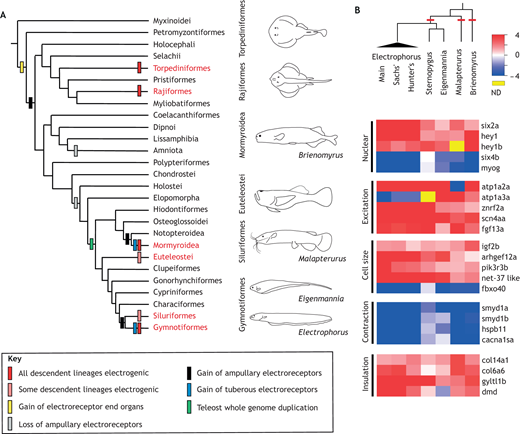 A
Myxinoidei
Petromyzontiformes
Holocephali
Selachii
Torpediniformes
Pristiformes
Rajiformes
Myliobatiformes
Coelacanthiformes
Dipnoi
Lissamphibia
Amniota
Polypteriformes
Chondrostei
Holostei
Elopomorpha
Hiodontiformes
Osteoglossoidei
Notopteroidea
Mormyroidea
Euteleostei
Clupeiformes
Gonorhynchiformes
Cypriniformes
Characiformes
Siluriformes
Gymnotiformes
Torpediniformes
Rajiformes
Mormyroidea
Brienomyrus
Euteleostei
Siluriformes
Malapterurus
Gymnotiformes
Eigenmannia
Electrophorus
Key
All descendent lineages electrogenic
Some descendent lineages electrogenic
Gain of electroreceptor end organs
Loss of ampullary electroreceptors
Gain of ampullary electroreceptors
Gain of tuberous electroreceptors
Teleost whole genome duplication
B
Electrophorus
Main
Sachs'
Hunter's
Sternopygus
Eigenmannia
Malapterurus
Brienomyrus
4
2
0
−2
−4
ND
Nuclear
six2a
hey1
hey1b
six4b
myog
Excitation
atp1a2a
atp1a3a
znrf2a
scn4aa
fgf13a
Cell size
igf2b
arhgef12a
pik3r3b
net-37 like
fbxo40
Contraction
smyd1a
smyd1b
hspb11
cacna1sa
Insulation
col14a1
col6a6
gyltl1b
dmd